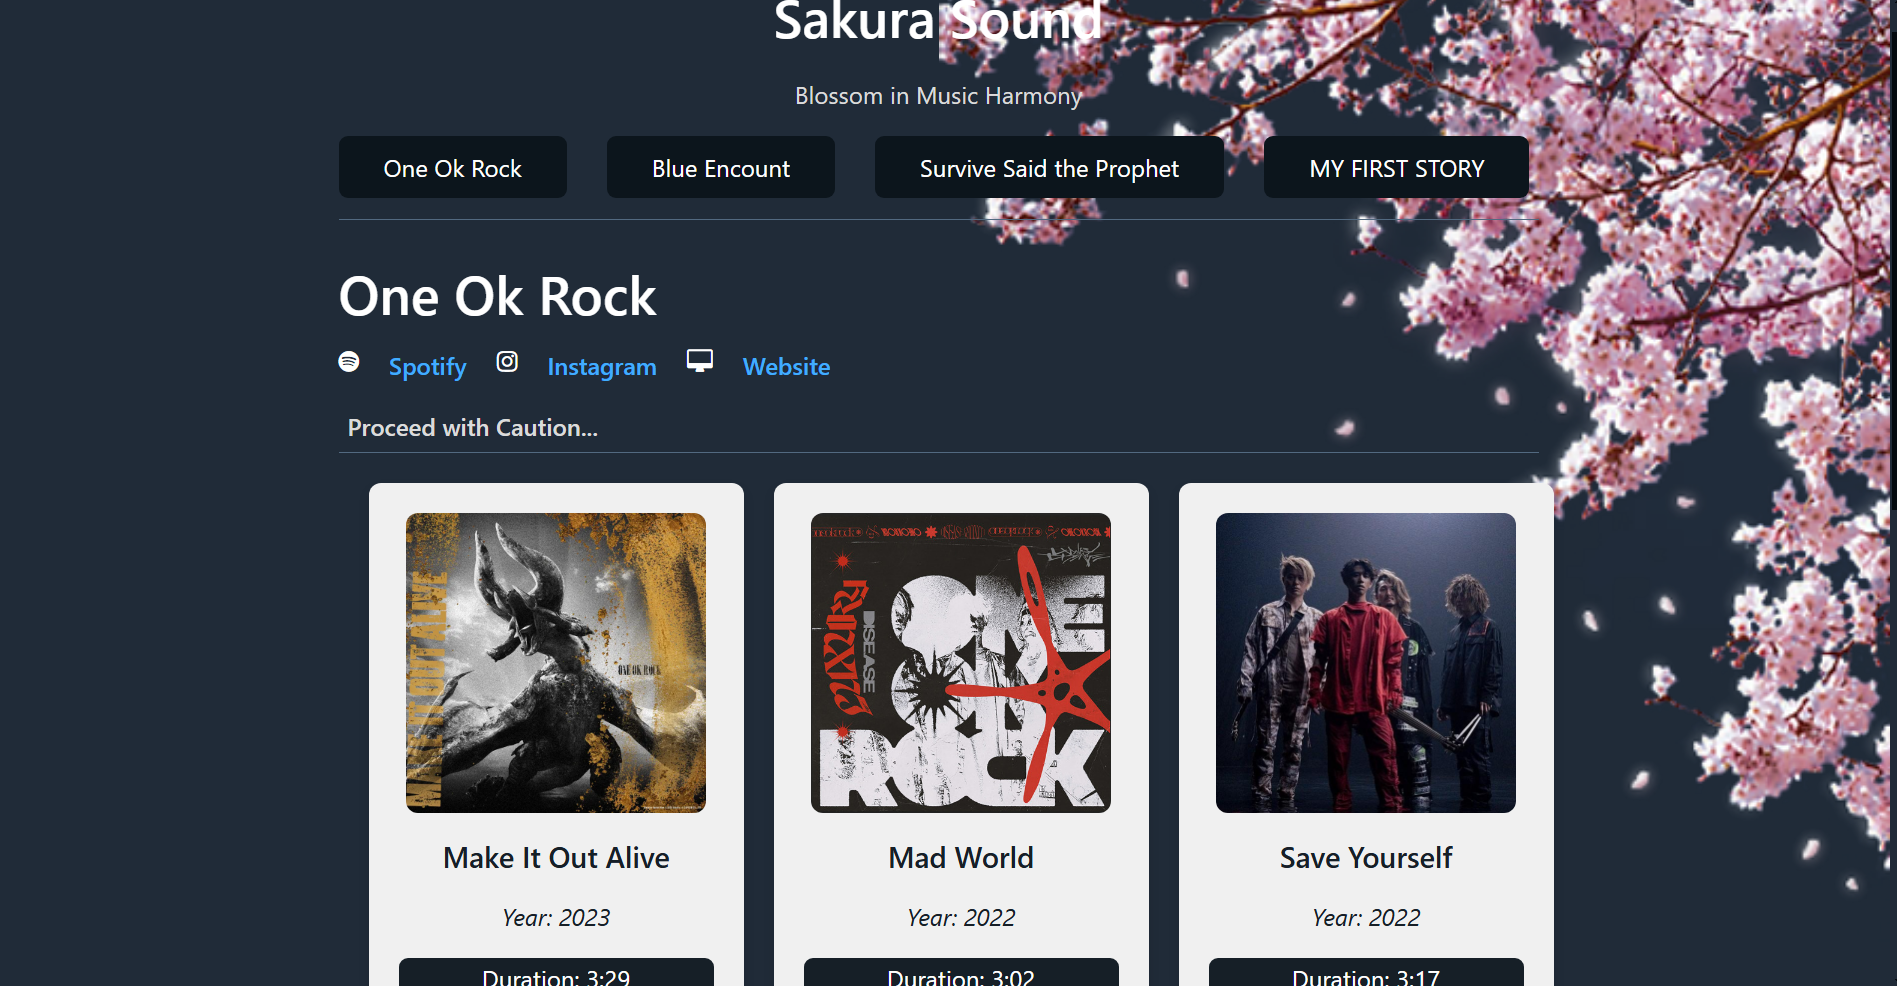 Sakura Sound
Blossom in Music Harmony
One Ok Rock
Blue Encount
Survive Said the Prophet
MY FIRST STORY
One Ok Rock
Spotify
Instagram
Website
Proceed with Caution...
MAKE IT OUT ALIVE
ONE OK ROCK
LUXURY
DISEASE
ONE
OK
ROCK
Make It Out Alive
Mad World
Save Yourself
Year: 2023
Year: 2022
Year: 2022
Duration: 3:29
Duration: 3:02
Duration: 3:17